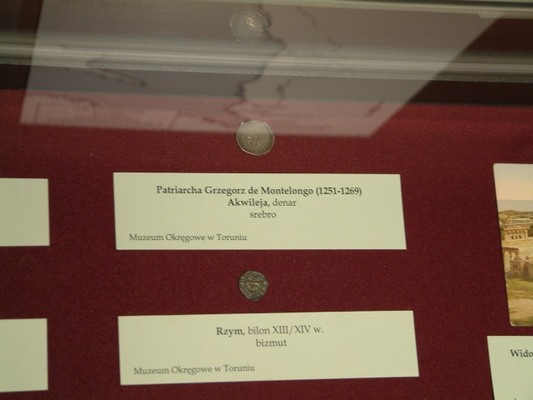 Patriarcha Grzegorz de Montelongo (1251-1269)
Akwileja, denar
srebro
Muzeum Okręgowe w Toruniu
Rzym, bilon XIII/XIV w.
bizmut
Muzeum Okręgowe w Toruniu